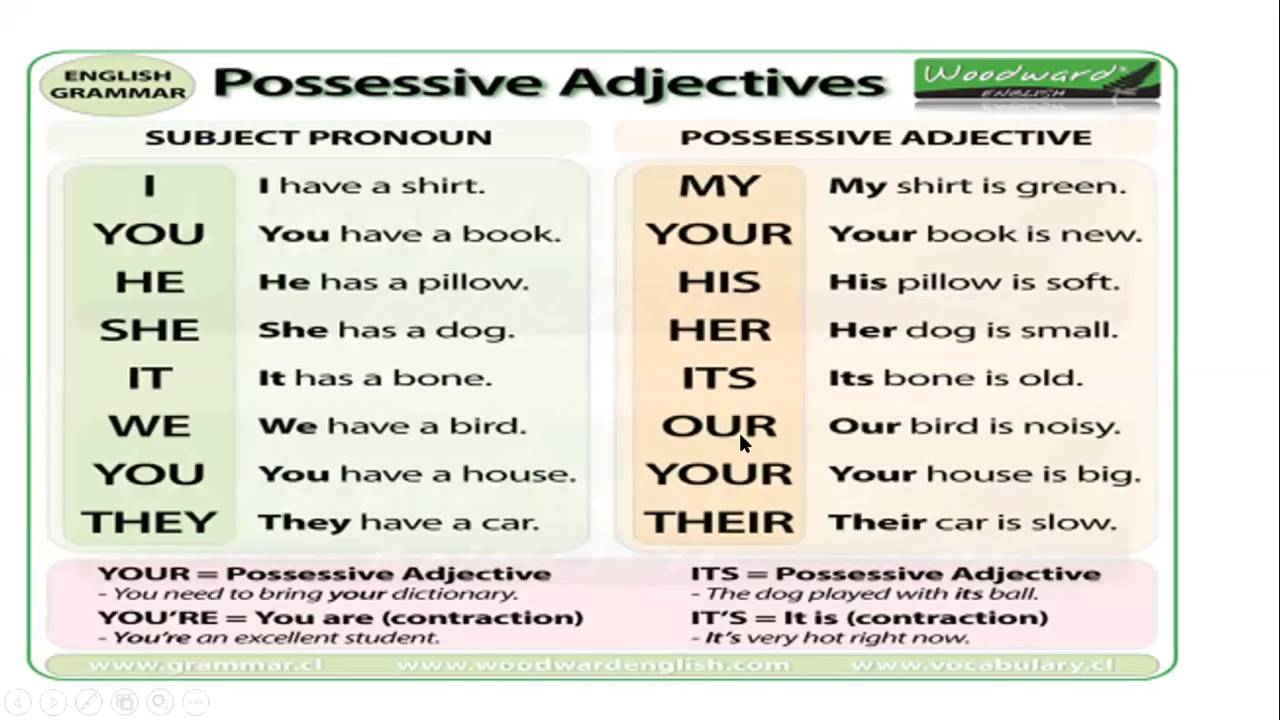 ENGLISH
GRAMMAR
Possessive Adjectives
Woodward
ENGLISH
SUBJECT PRONOUN
POSSESSIVE ADJECTIVE
I I have a shirt. MY My shirt is green.
YOU You have a book. YOUR Your book is new.
HE He has a pillow. HIS His pillow is soft.
SHE She has a dog. HER Her dog is small.
IT It has a bone. ITS Its bone is old.
WE We have a bird. OUR Our bird is noisy.
YOU You have a house. YOUR Your house is big.
THEY They have a car. THEIR Their car is slow.
YOUR = Possessive Adjective
- You need to bring your dictionary.
YOU'RE = You are (contraction)
- You're an excellent student.
ITS = Possessive Adjective
- The dog played with its ball.
IT'S = It is (contraction)
- It's very hot right now.
www.grammar.cl www.woodwardenglish.com www.vocabulary.cl